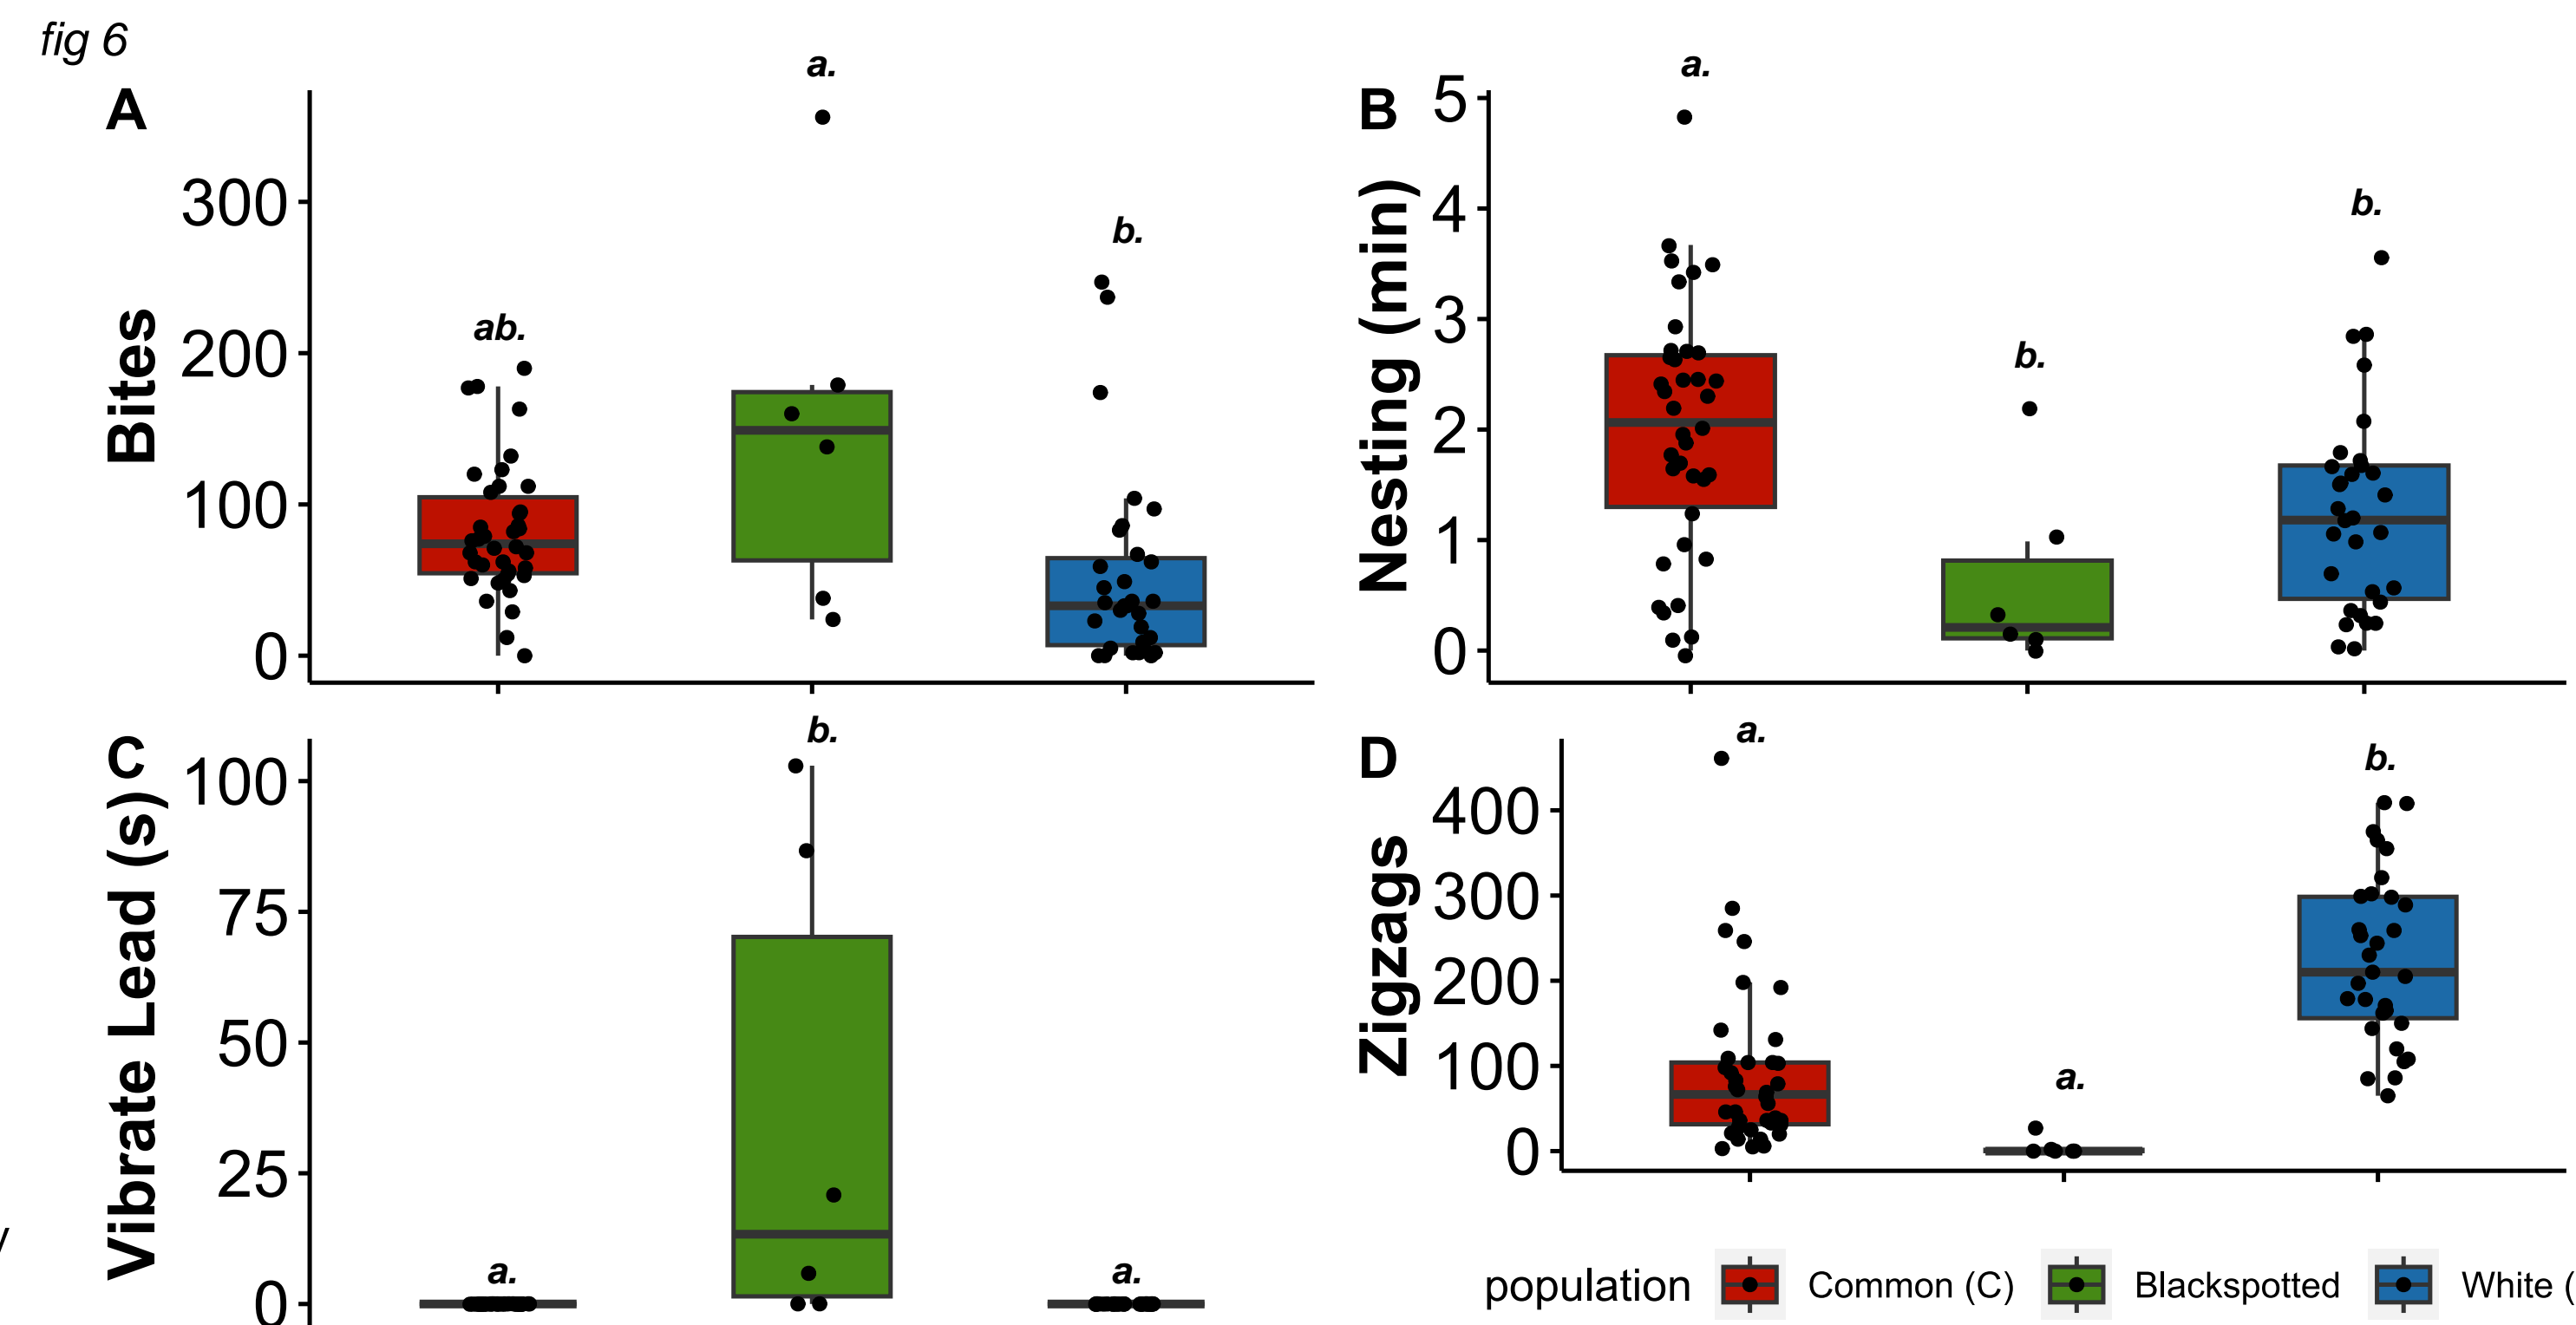 fig 6
A
Bites
300
200
100
0
ab.
a.
b.
B
Nesting (min)
5
4
3
2
1
0
a.
b.
b.
C
Vibrate Lead (s)
100
75
50
25
0
a.
b.
a.
D
Zigzags
400
300
200
100
0
a.
a.
b.
population Common (C) Blackspotted White (